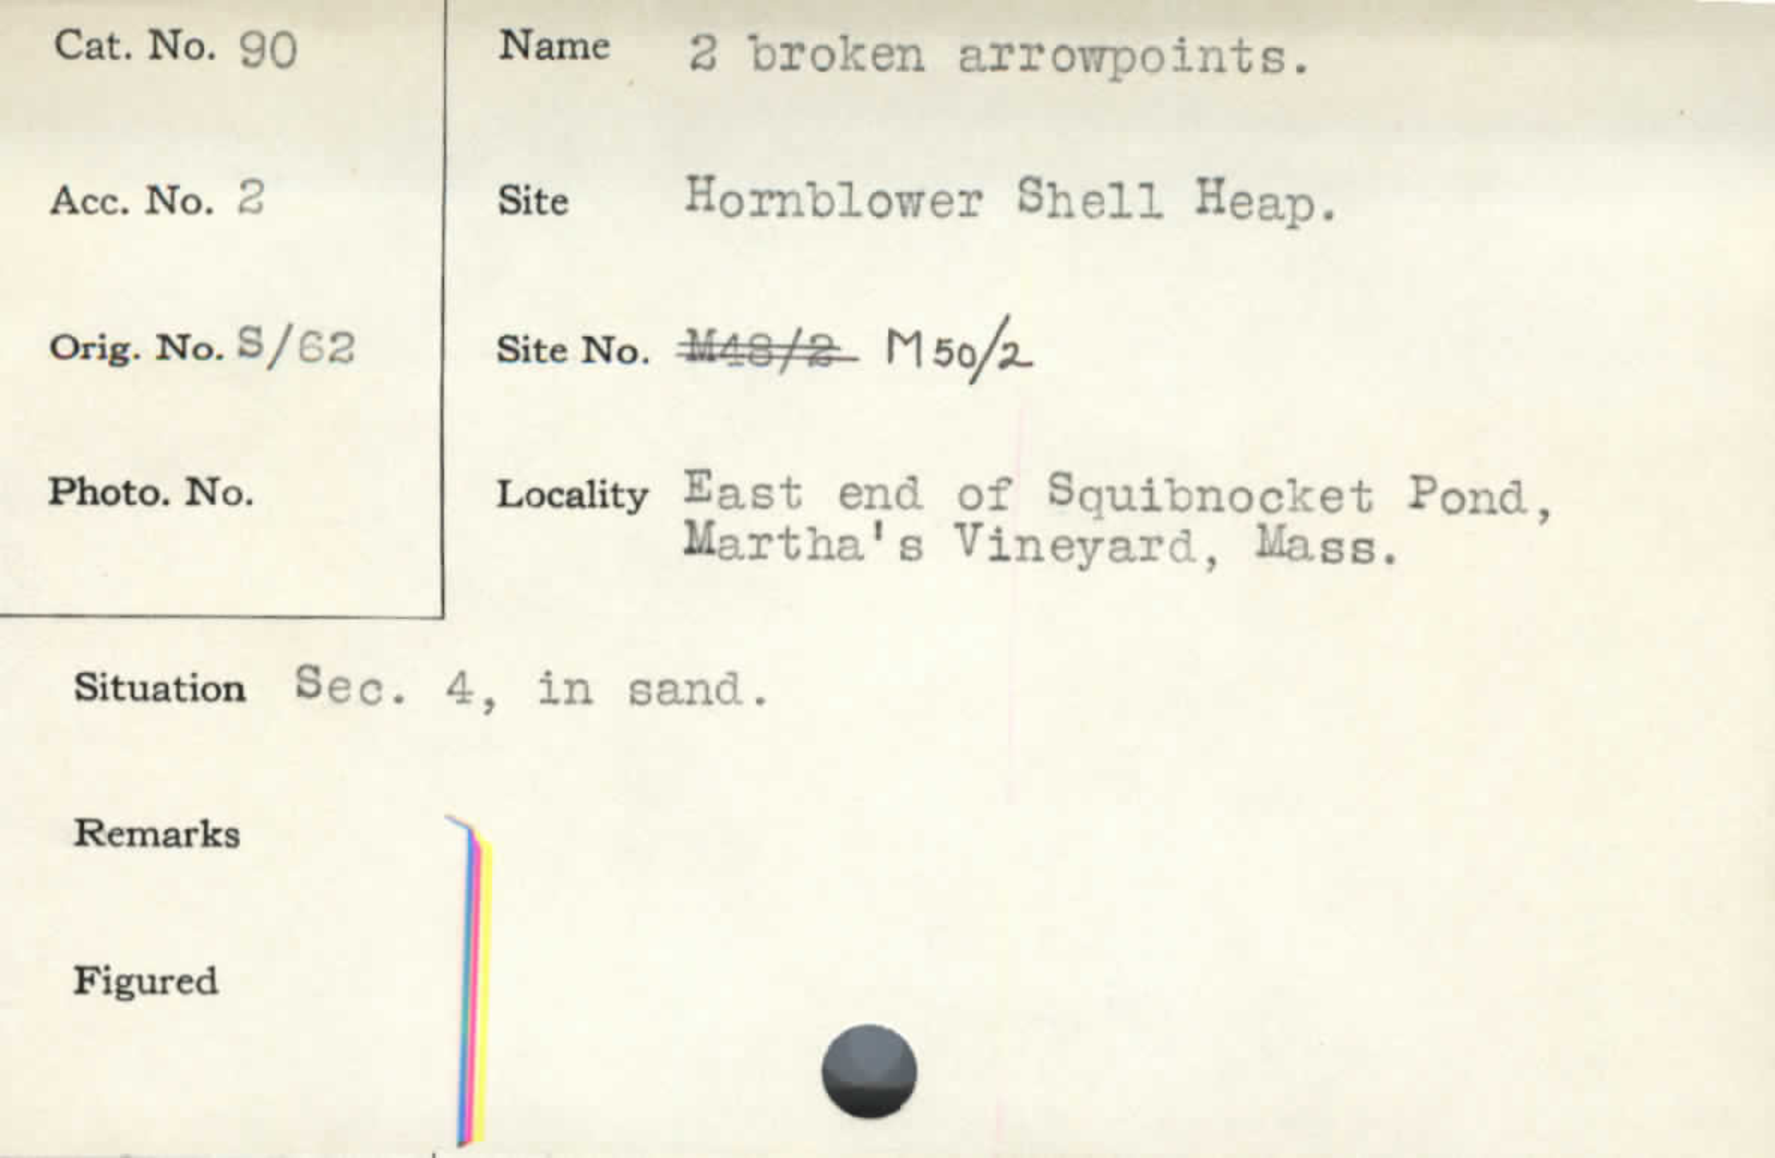 Cat. No. 90
Name 2 broken arrowpoints.
Acc. No. 2
Site Hornblower Shell Heap.
Orig. No. S/62
Site No. M48/2 M50/2
Photo. No.
Locality East end of Squibnocket Pond,
Martha's Vineyard, Mass.
Situation Sec. 4, in sand.
Remarks
Figured